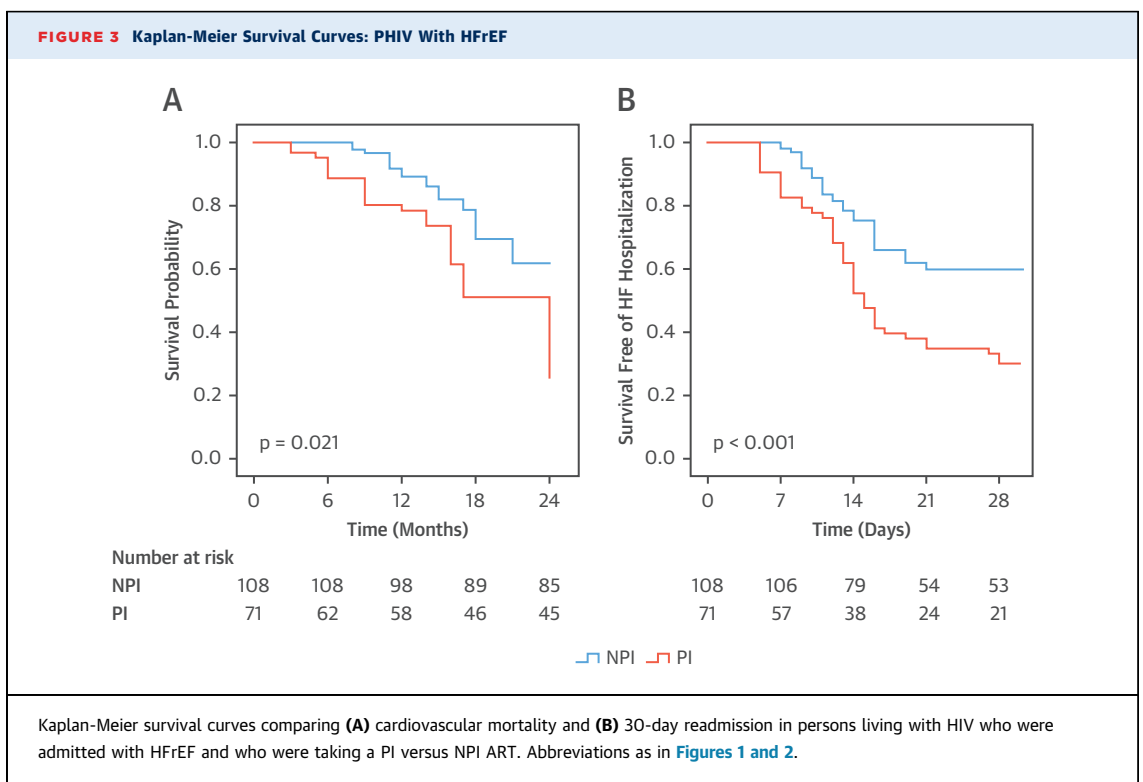 FIGURE 3 Kaplan-Meier Survival Curves: PHIV With HFrEF
A
Survival Probability
1.0
0.8
0.6
0.4
0.2
0.0
p = 0.021
0 6 12 18 24
Time (Months)
B
Survival Free of HF Hospitalization
1.0
0.8
0.6
0.4
0.2
0.0
p < 0.001
0 7 14 21 28
Time (Days)
Number at risk
NPI 108 108 98 89 85 108 106 79 54 53
PI 71 62 58 46 45 71 57 38 24 21
NPI PI
Kaplan-Meier survival curves comparing (A) cardiovascular mortality and (B) 30-day readmission in persons living with HIV who were
admitted with HFrEF and who were taking a PI versus NPI ART. Abbreviations as in Figures 1 and 2.